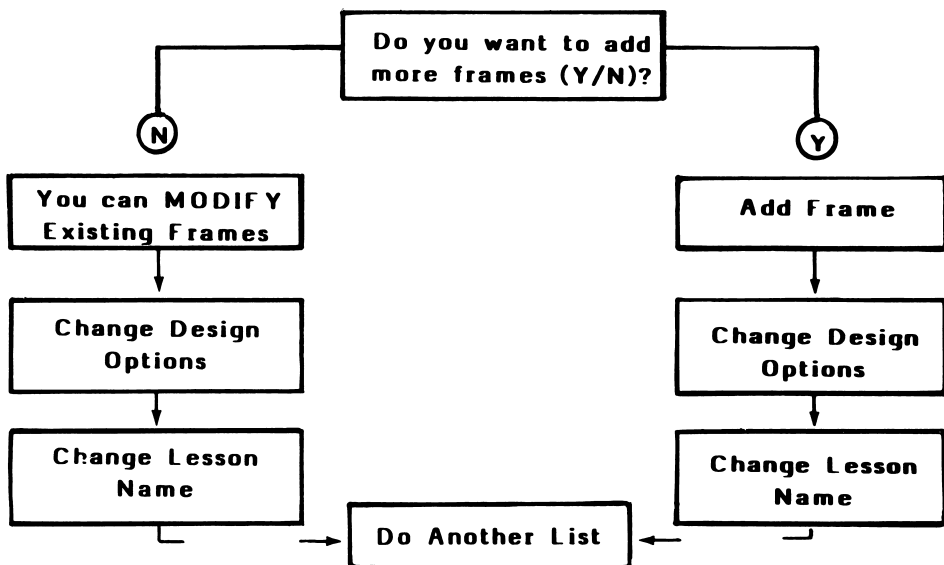 Do you want to add
more frames (Y/N)?
N
Y
You can MODIFY
Existing Frames
Add Frame
Change Design
Options
Change Design
Options
Change Lesson
Name
Change Lesson
Name
Do Another List